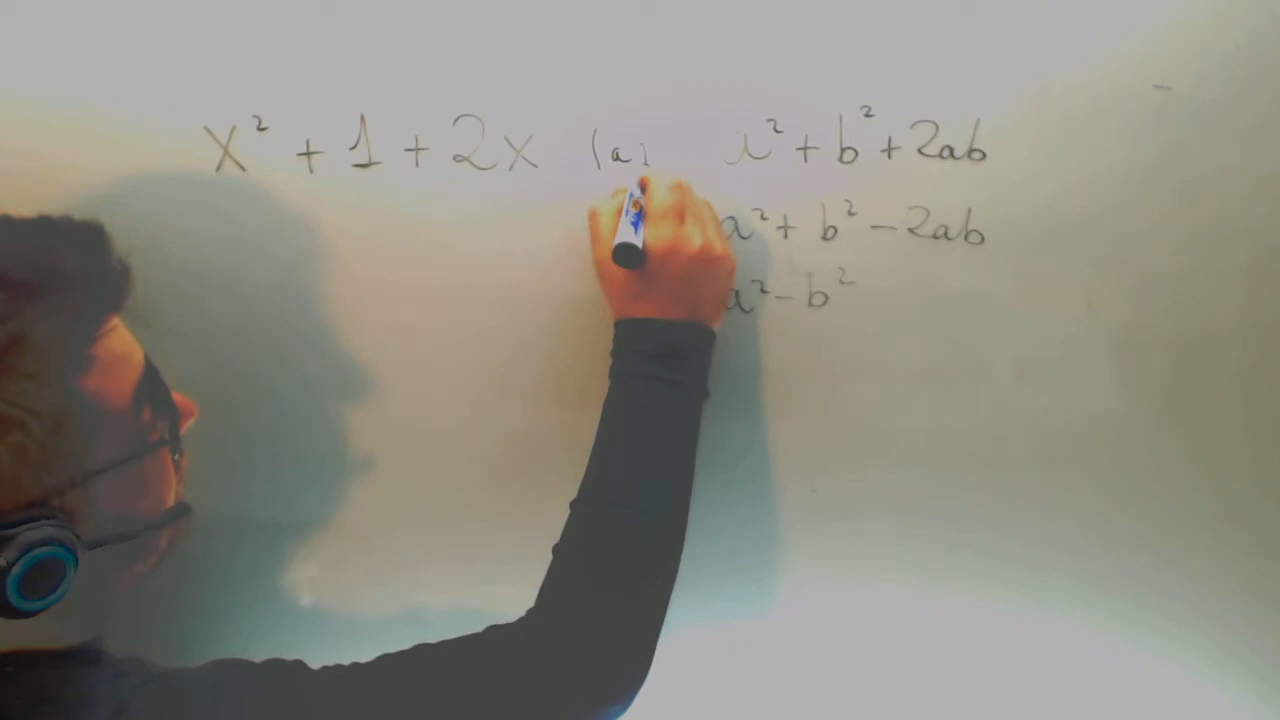 x² + 1 + 2x (a) a² + b² + 2ab
a² + b² - 2ab
a² - b²